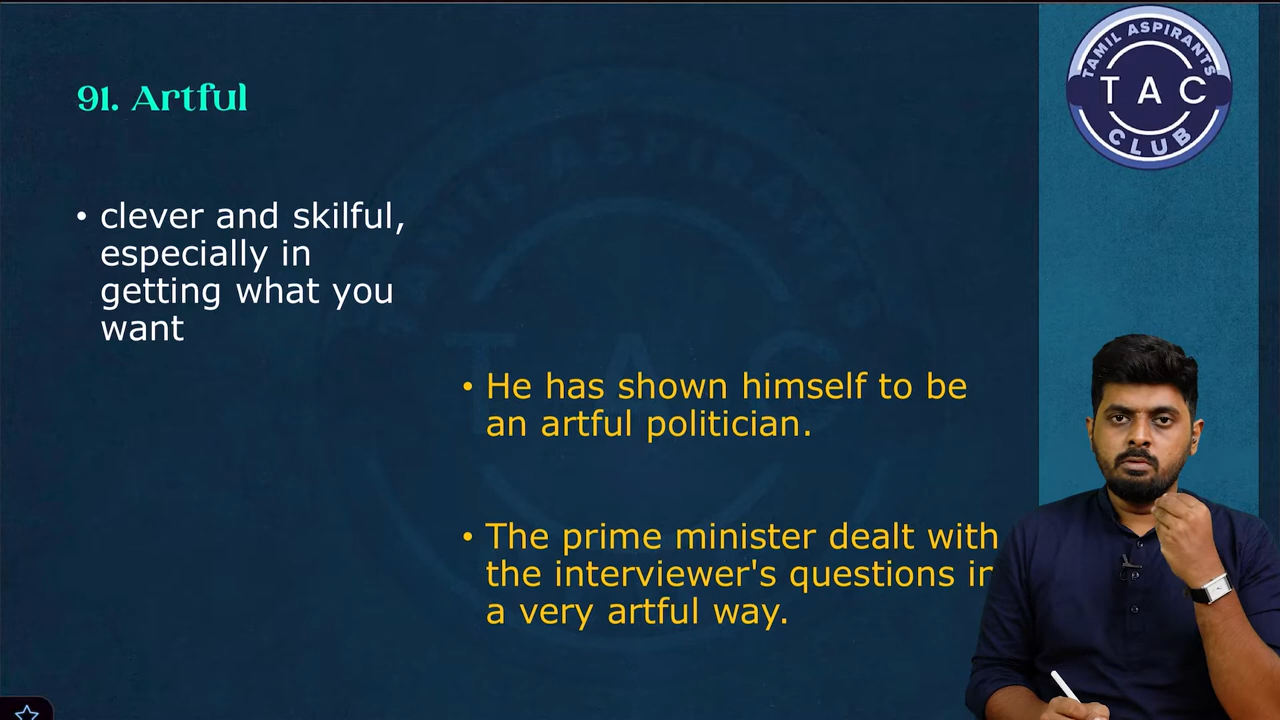 91. Artful
• clever and skilful,
especially in
getting what you
want
• He has shown himself to be
an artful politician.
• The prime minister dealt with
the interviewer's questions in
a very artful way.
TAMIL ASPIRANTS
TAC
CLUB